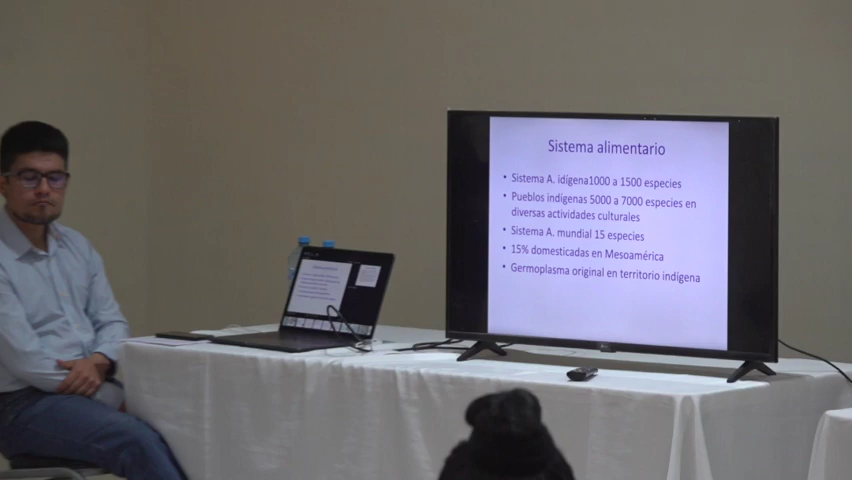 Sistema alimentario
• Sistema A. idígena1000 a 1500 especies
• Pueblos indígenas 5000 a 7000 especies en
diversas actividades culturales
• Sistema A. mundial 15 especies
• 15% domesticadas en Mesoamérica
• Germoplasma original en territorio indígena